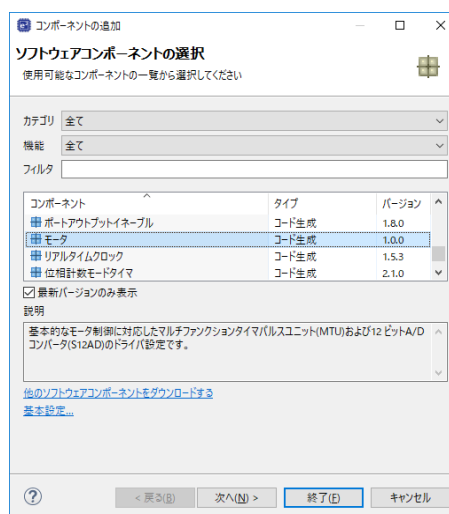 コンポーネントの追加
ソフトウェアコンポーネントの選択
使用可能なコンポーネントの一覧から選択してください
カテゴリ 全て
機能 全て
フィルタ
コンポーネント タイプ バージョン
ポートアウトプットイネーブル コード生成 1.8.0
モータ コード生成 1.0.0
リアルタイムクロック コード生成 1.5.3
位相計数モードタイマ コード生成 2.1.0
最新バージョンのみ表示
説明
基本的なモータ制御に対応したマルチファンクションタイマパルスユニット(MTU)および12 ビットA/D
コンバータ(S12AD)のドライバ設定です。
他のソフトウェアコンポーネントをダウンロードする
基本設定...
< 戻る(B) 次へ(N) > 終了(F) キャンセル